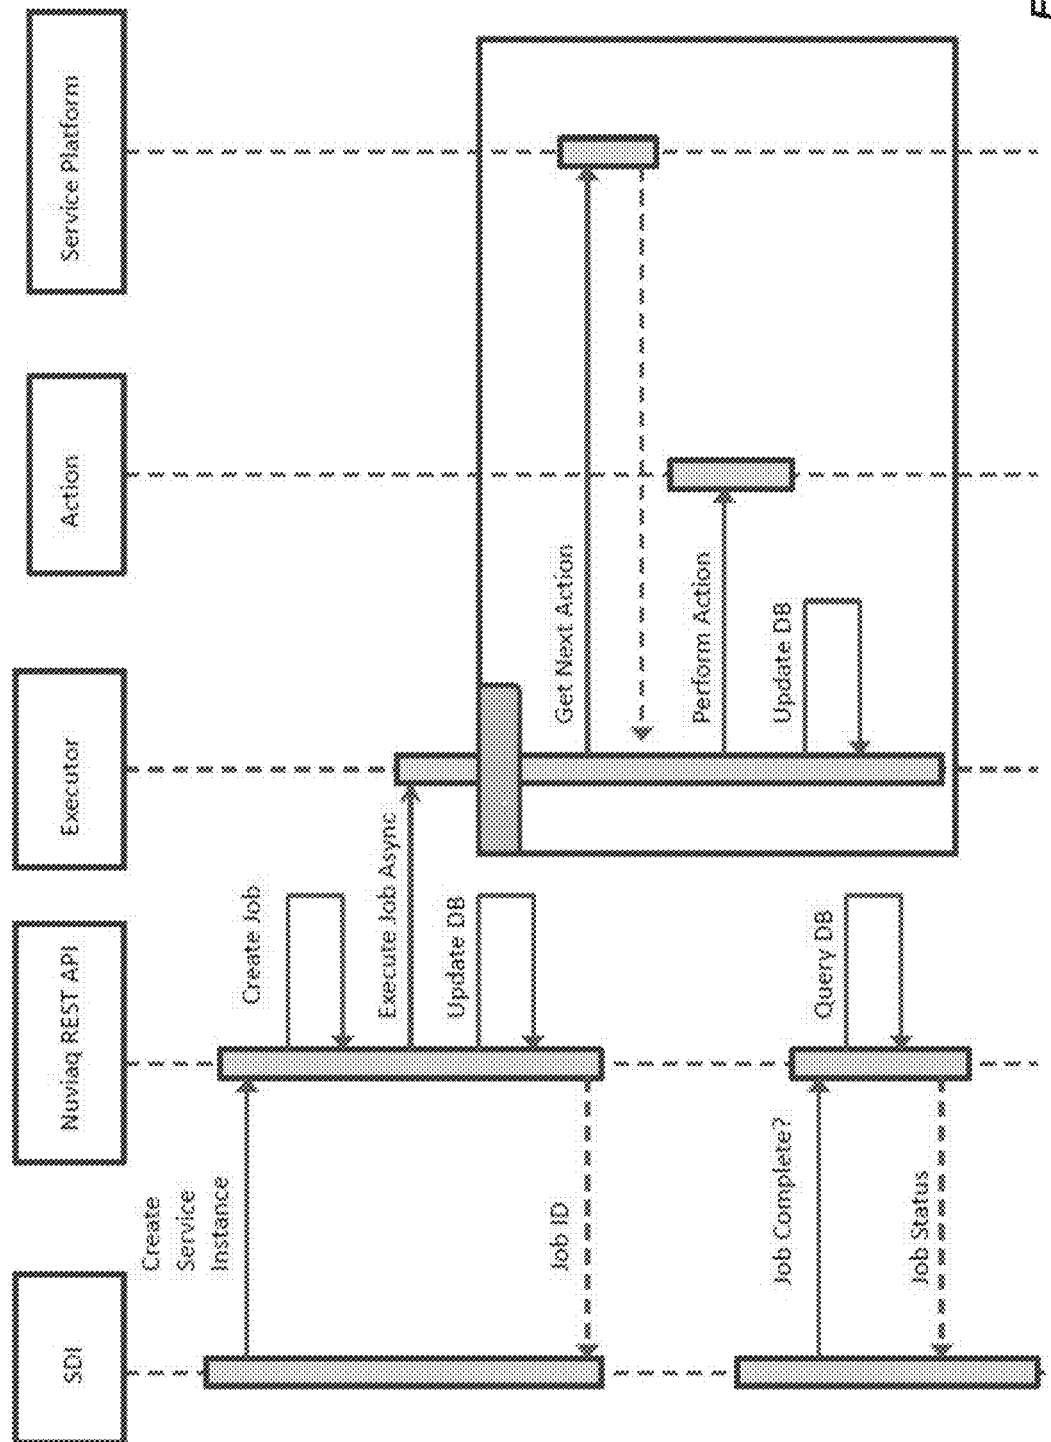 SDI
Nuviaq REST API
Executor
Action
Service Platform
Create
Service
Instance
Create Job
Execute Job Async
Update DB
Job ID
Get Next Action
Perform Action
Update DB
Job Complete?
Query DB
Job Status